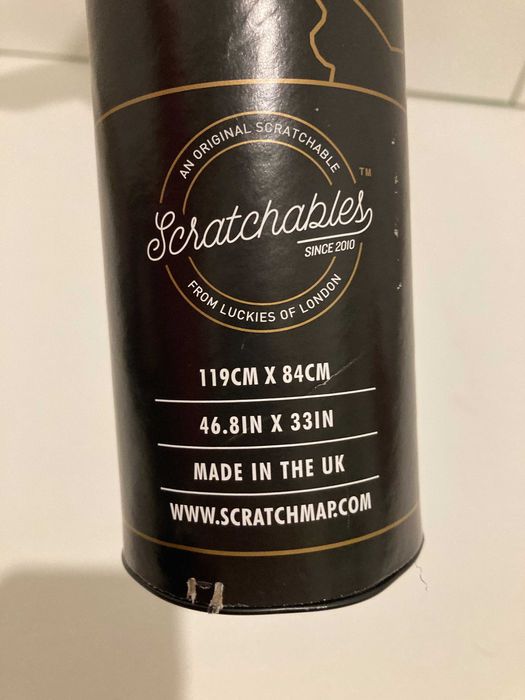 AN ORIGINAL SCRATCHABLE
TM
Scratchables
SINCE 2010
FROM LUCKIES OF LONDON
119CM X 84CM
46.8IN X 33IN
MADE IN THE UK
WWW.SCRATCHMAP.COM